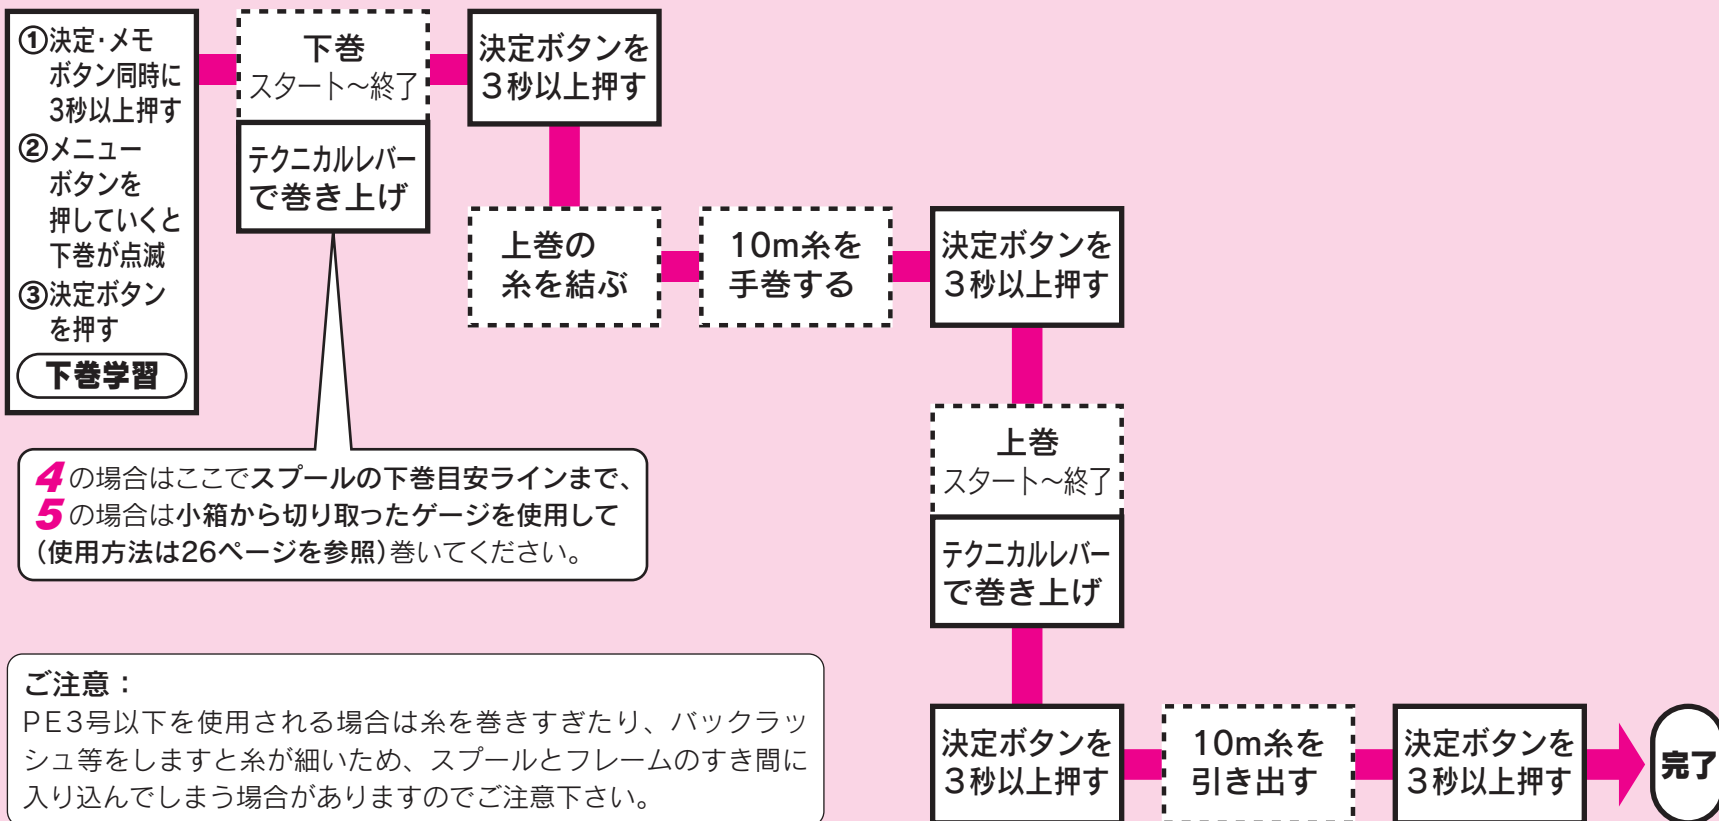 ①決定・メモ
ボタン同時に
3秒以上押す
②メニュー
ボタンを
押していくと
下巻が点滅
③決定ボタン
を押す
下巻学習
下巻
スタート〜終了
テクニカルレバー
で巻き上げ
決定ボタンを
3秒以上押す
上巻の
糸を結ぶ
10m糸を
手巻する
決定ボタンを
3秒以上押す
上巻
スタート〜終了
テクニカルレバー
で巻き上げ
決定ボタンを
3秒以上押す
10m糸を
引き出す
決定ボタンを
3秒以上押す
完了
4の場合はここでスプールの下巻目安ラインまで、
5の場合は小箱から切り取ったゲージを使用して
(使用方法は26ページを参照)巻いてください。
ご注意：
PE3号以下を使用される場合は糸を巻きすぎたり、バックラッ
シュ等をしますと糸が細いため、スプールとフレームのすき間に
入り込んでしまう場合がありますのでご注意下さい。